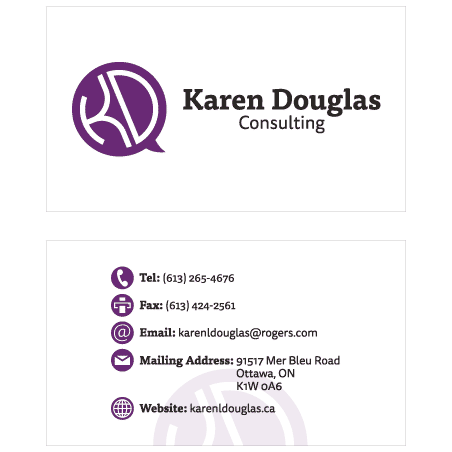 KD
Karen Douglas
Consulting
Tel: (613) 265-4676
Fax: (613) 424-2561
Email: karenldouglas@rogers.com
Mailing Address: 91517 Mer Bleu Road
Ottawa, ON
K1W 0A6
Website: karenldouglas.ca